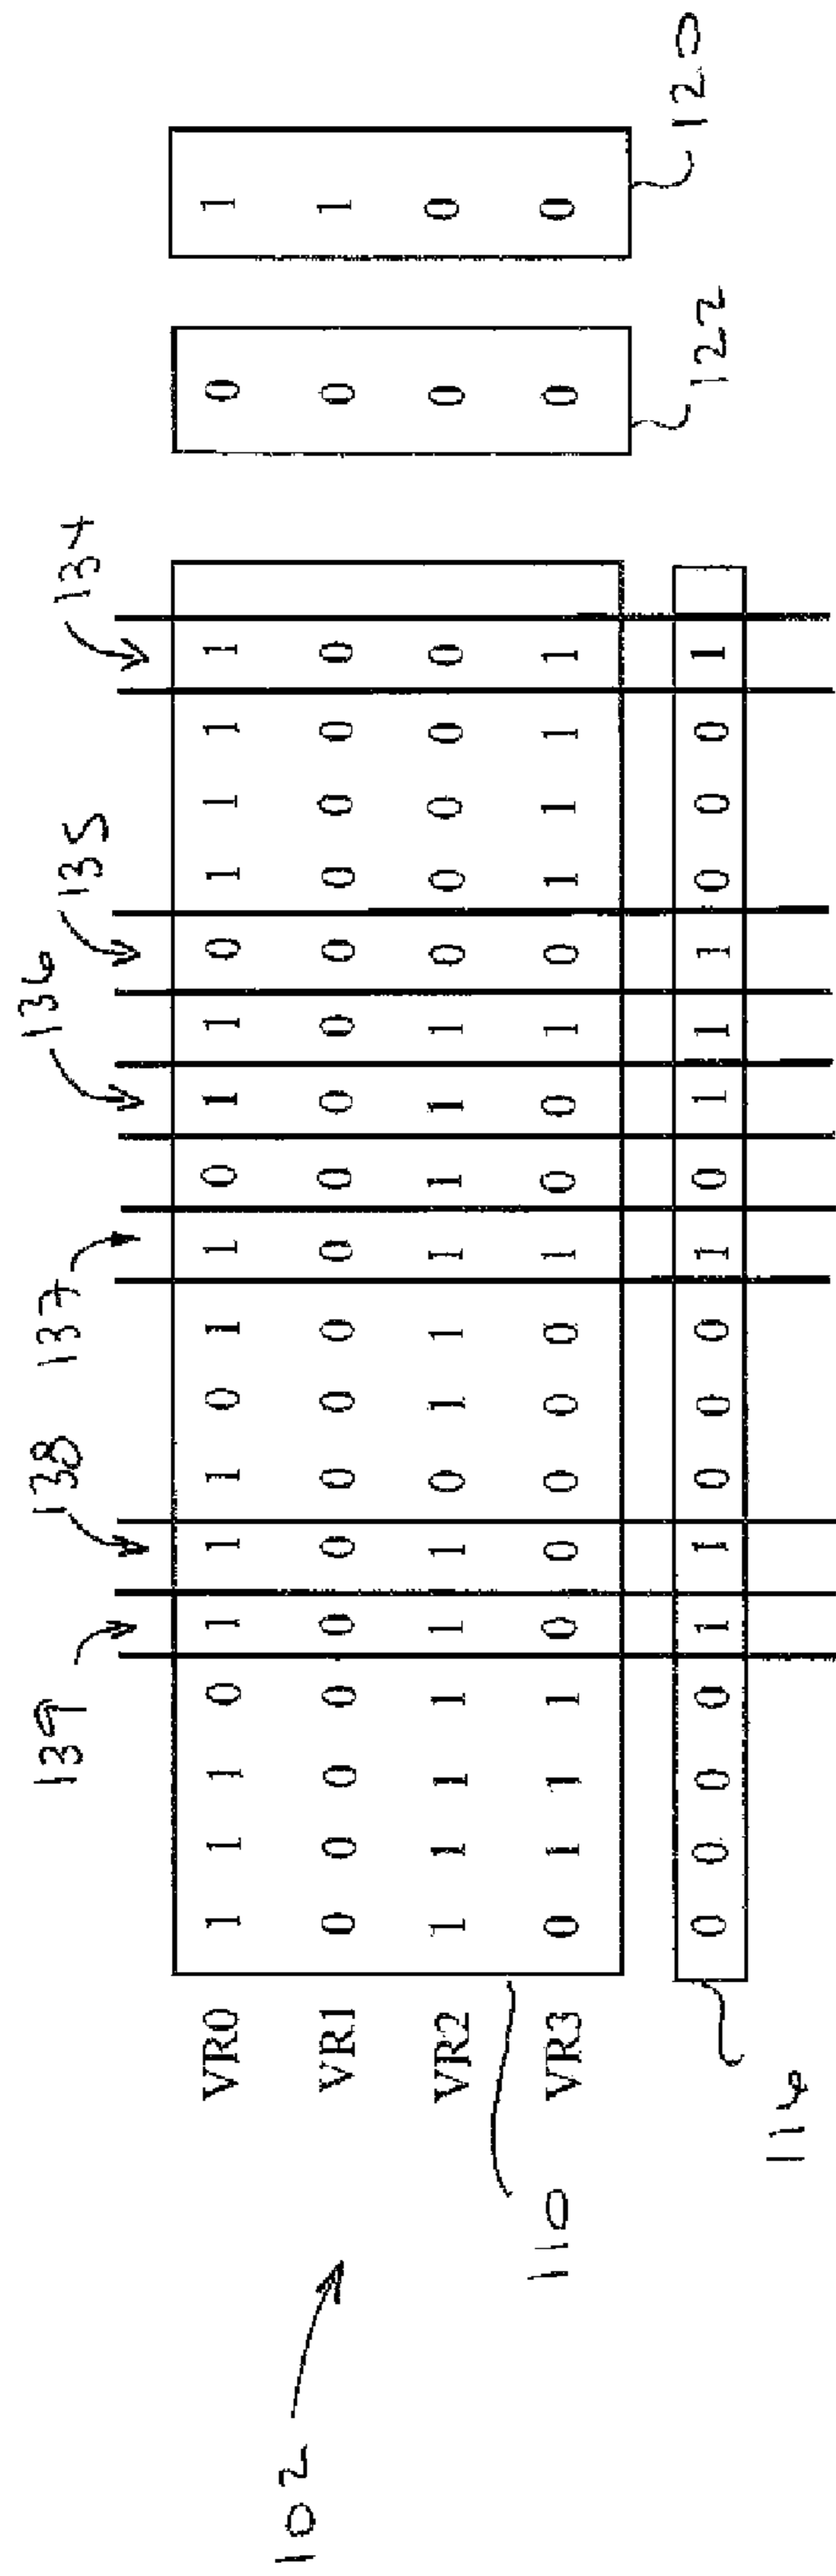 139 138 137 136 135 134
VR0 1 1 1 0 1 1 1 0 1 1 0 1 1 0 1 1 1 1 0 1
VR1 0 0 0 0 0 0 0 0 0 0 0 0 0 0 0 0 0 0 0 1
VR2 1 1 1 1 1 1 0 1 1 1 1 1 1 0 0 0 0 0 0 0
VR3 0 1 1 1 0 0 0 0 0 1 0 0 1 0 1 1 1 1 0 0
0 0 0 0 1 1 0 0 0 1 0 1 1 1 0 0 0 1
102
110
116
122
120